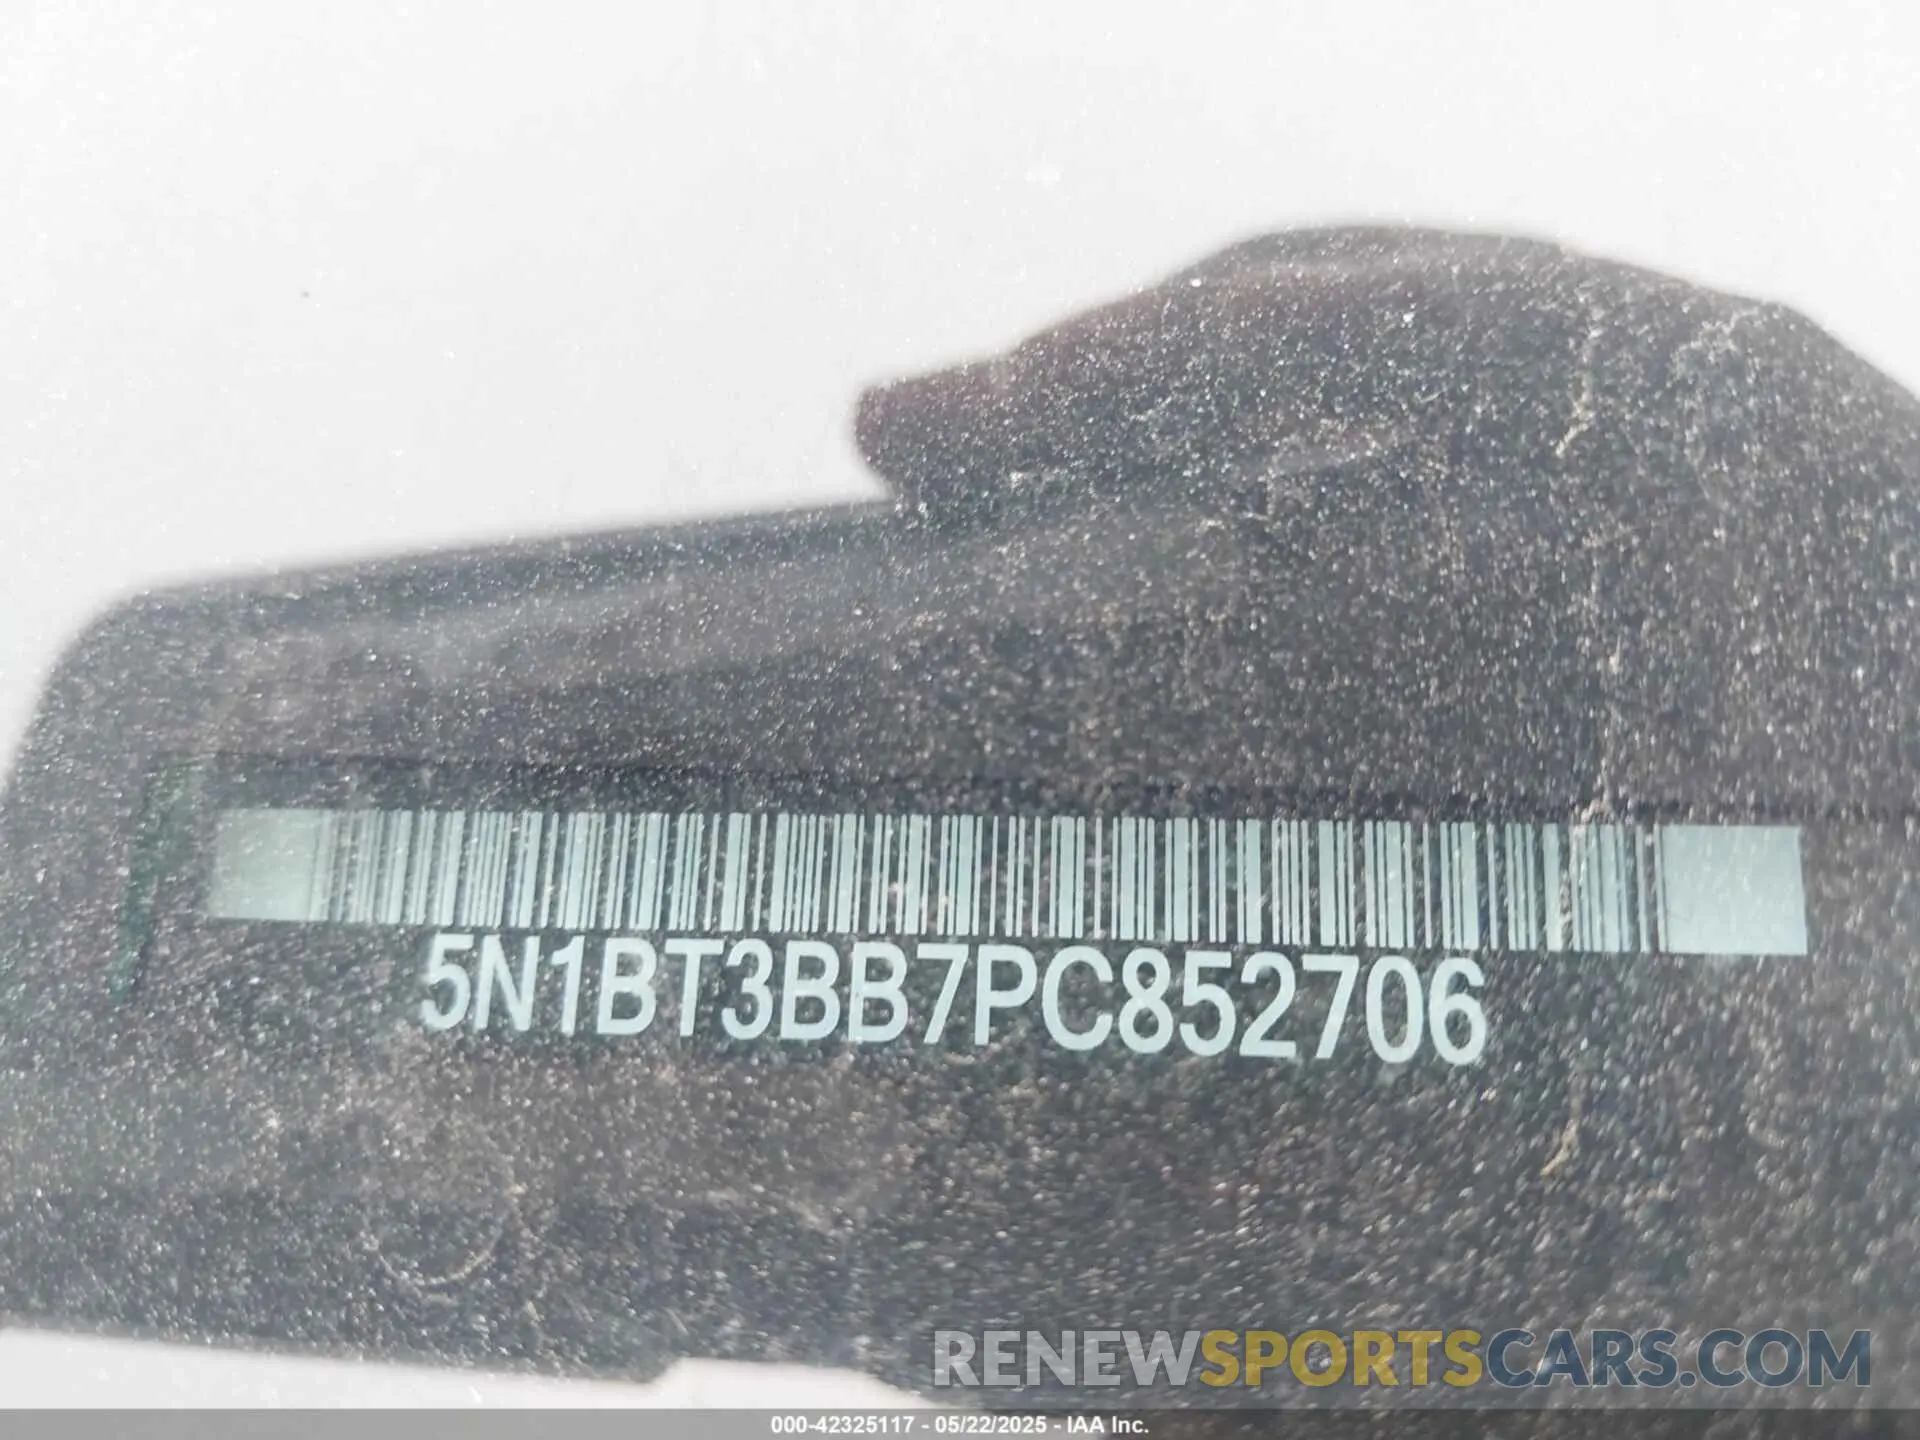 5N1BT3BB7PC852706
RENEWSPORTSCARS.COM
000-42325117 - 05/22/2025 - IAA Inc.